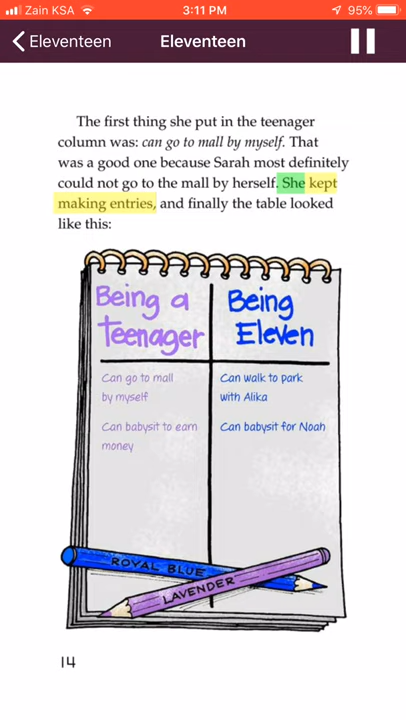 Zain KSA 3:11 PM 95%
Eleventeen Eleventeen
The first thing she put in the teenager
column was: can go to mall by myself. That
was a good one because Sarah most definitely
could not go to the mall by herself. She kept
making entries, and finally the table looked
like this:
Being a
teenager
Being
Eleven
Can go to mall
by myself
Can babysit to earn
money
Can walk to park
with Alika
Can babysit for Noah
ROYAL BLUE
LAVENDER
14